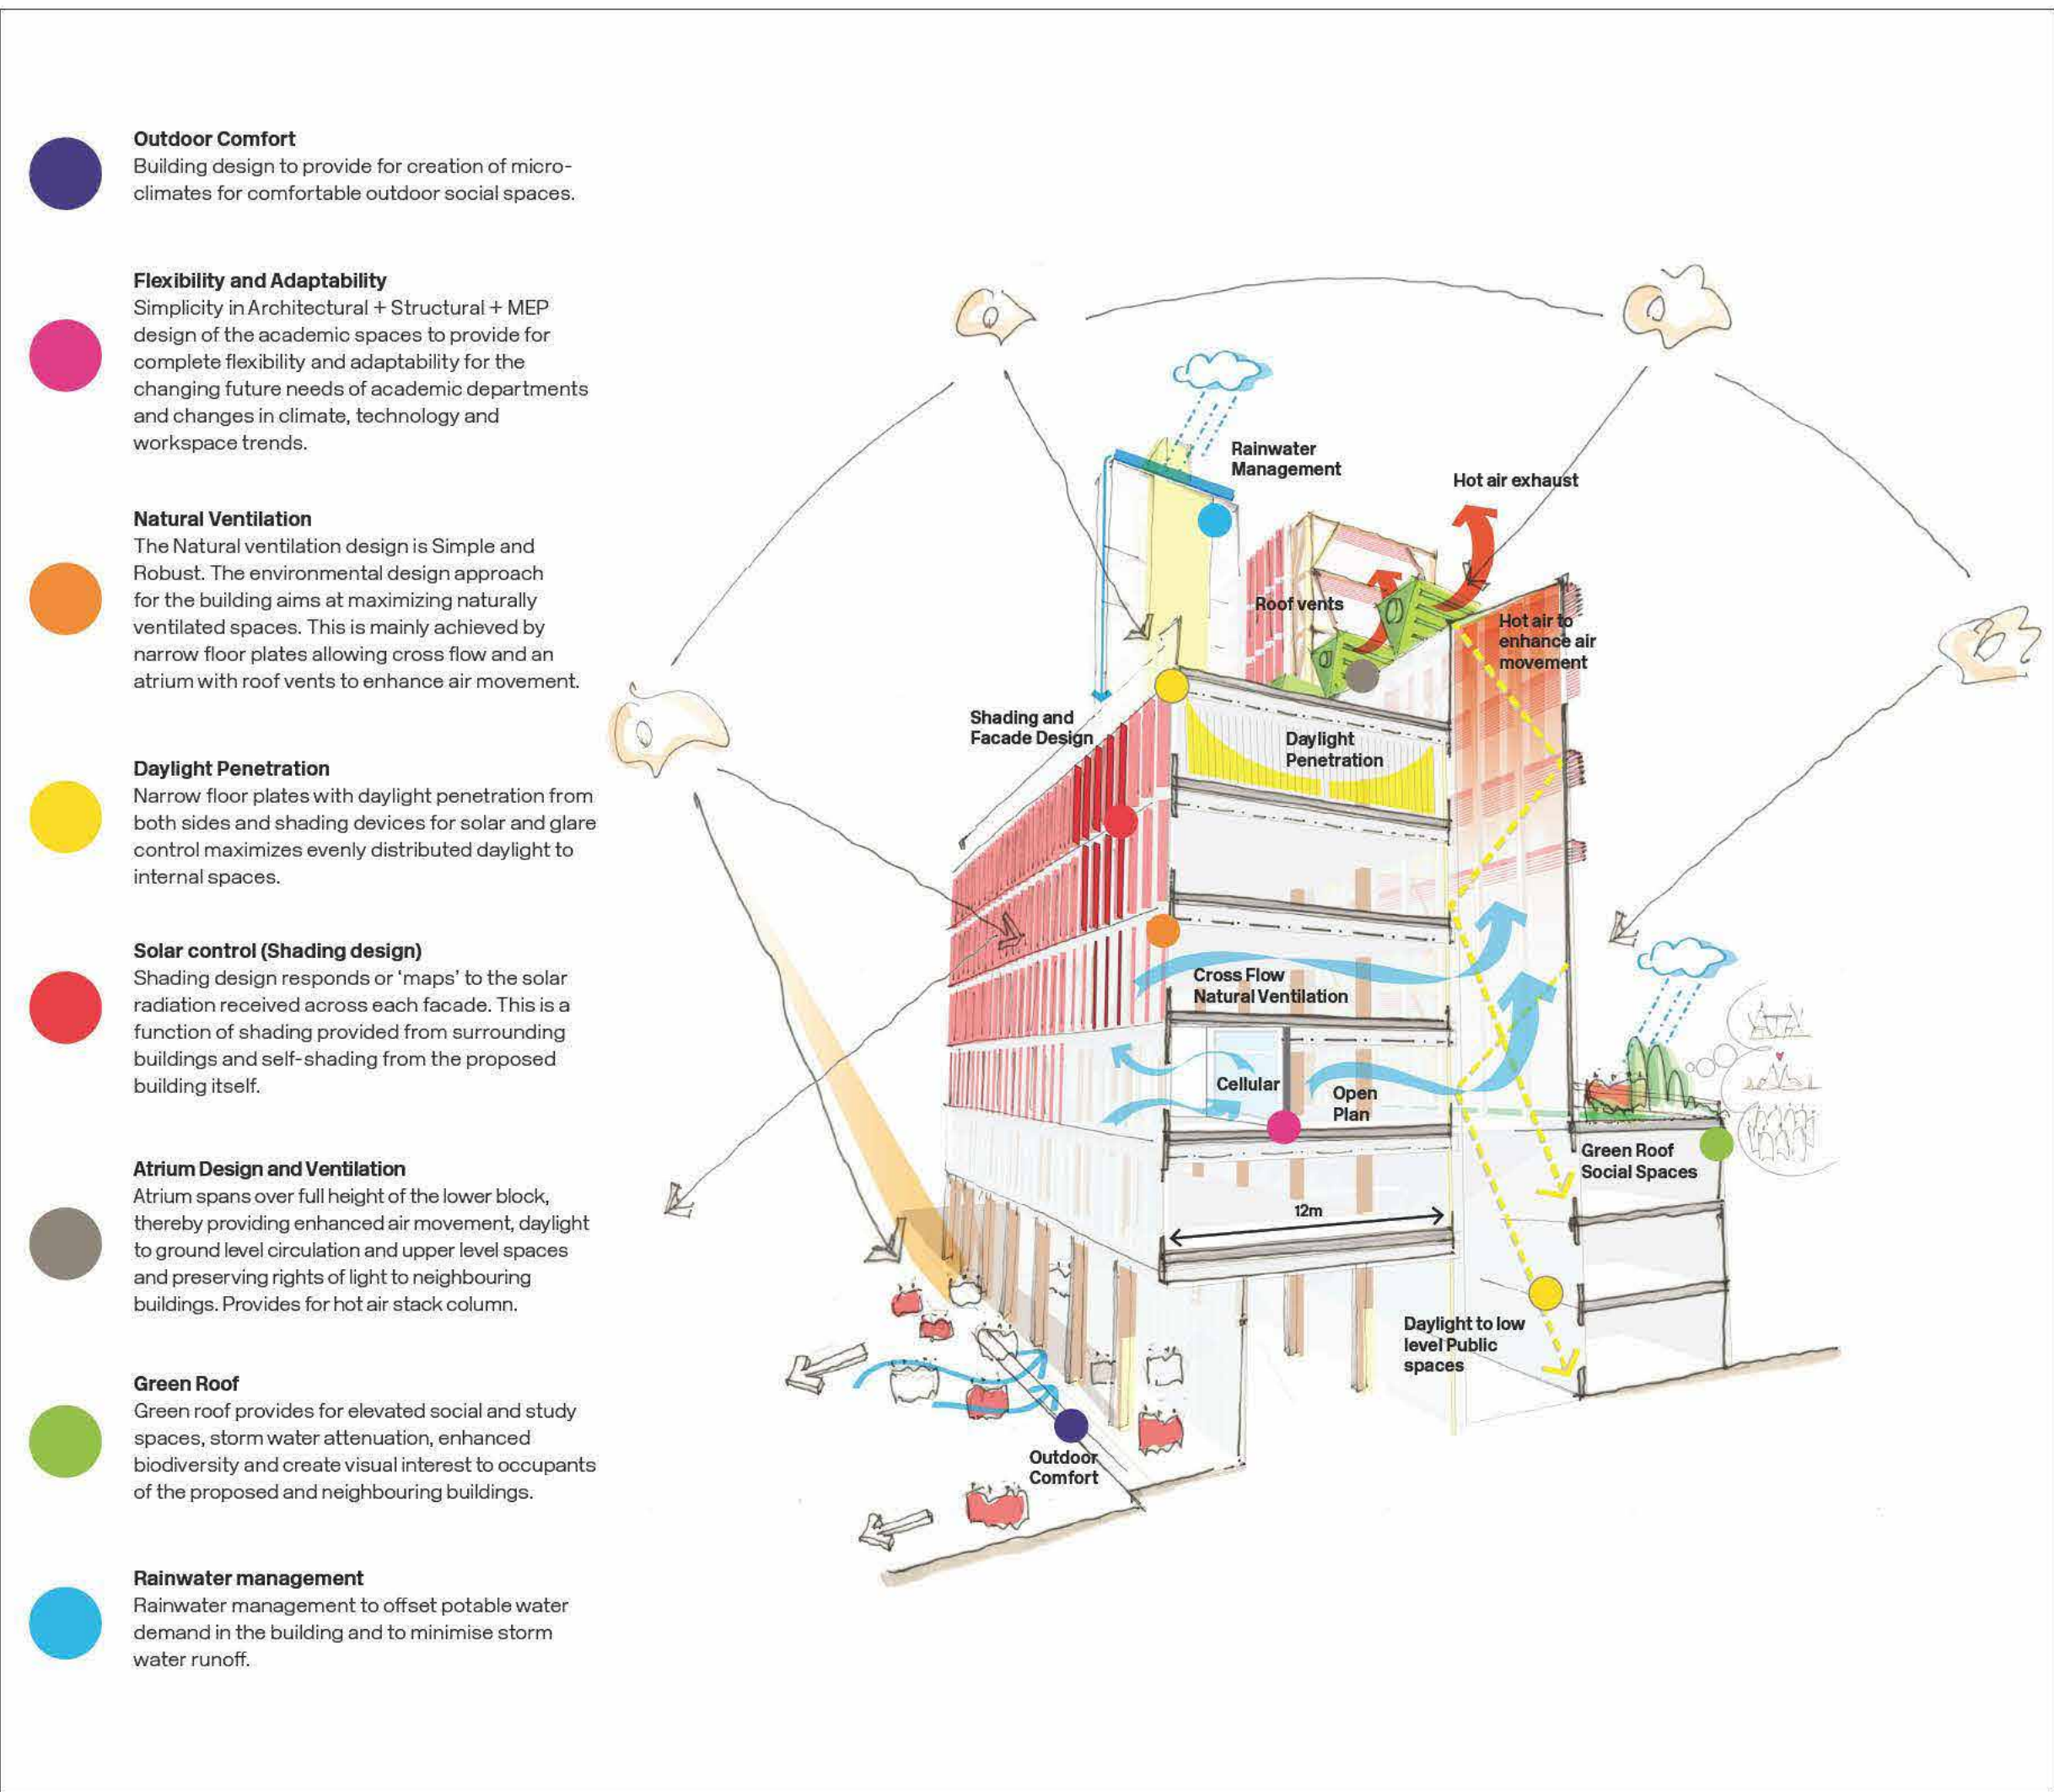 Outdoor Comfort
Building design to provide for creation of micro-
climates for comfortable outdoor social spaces.
Flexibility and Adaptability
Simplicity in Architectural + Structural + MEP
design of the academic spaces to provide for
complete flexibility and adaptability for the
changing future needs of academic departments
and changes in climate, technology and
workspace trends.
Natural Ventilation
The Natural ventilation design is Simple and
Robust. The environmental design approach
for the building aims at maximizing naturally
ventilated spaces. This is mainly achieved by
narrow floor plates allowing cross flow and an
atrium with roof vents to enhance air movement.
Daylight Penetration
Narrow floor plates with daylight penetration from
both sides and shading devices for solar and glare
control maximizes evenly distributed daylight to
internal spaces.
Solar control (Shading design)
Shading design responds or 'maps' to the solar
radiation received across each facade. This is a
function of shading provided from surrounding
buildings and self-shading from the proposed
building itself.
Atrium Design and Ventilation
Atrium spans over full height of the lower block,
thereby providing enhanced air movement, daylight
to ground level circulation and upper level spaces
and preserving rights of light to neighbouring
buildings. Provides for hot air stack column.
Green Roof
Green roof provides for elevated social and study
spaces, storm water attenuation, enhanced
biodiversity and create visual interest to occupants
of the proposed and neighbouring buildings.
Rainwater management
Rainwater management to offset potable water
demand in the building and to minimise storm
water runoff.
Rainwater
Management
Hot air exhaust
Roof vents
Hot air to
enhance air
movement
Shading and
Facade Design
Daylight
Penetration
Cross Flow
Natural Ventilation
Cellular
Open
Plan
Green Roof
Social Spaces
12m
Daylight to low
level Public
spaces
Outdoor
Comfort